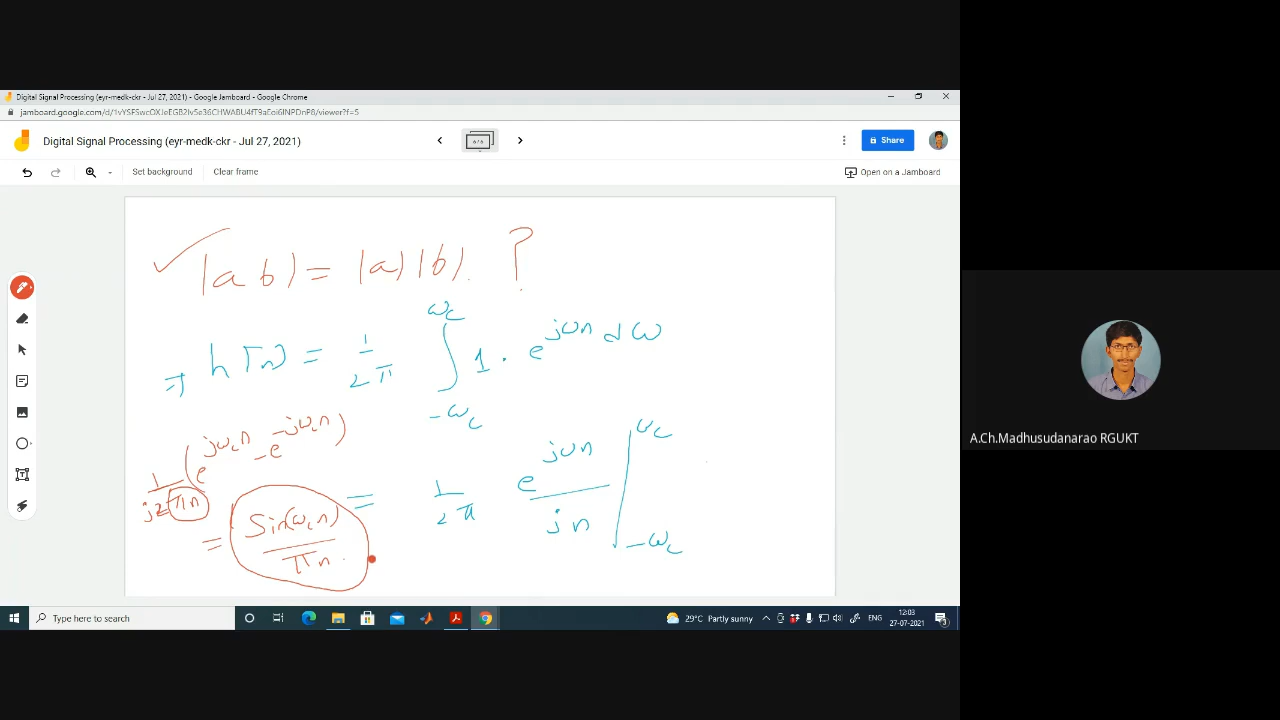 Digital Signal Processing (eyr-medk-ckr - Jul 27, 2021) - Google Jamboard - Google Chrome
Digital Signal Processing (eyr-medk-ckr - Jul 27, 2021)
6 / 6
Share
Set background
Clear frame
Open on a Jamboard
|ab| = |a| |b|. ?
⇒ h[n] = 1/2π ∫_{-ωc}^{ωc} 1 · e^{jωn} dω
1/j2πn (e^{jωcn} - e^{-jωcn})
= 1/2π e^{jωn}/jn |_{-ωc}^{ωc}
= Sin(ωcn)/πn
A.Ch.Madhusudanarao RGUKT
Type here to search
29°C Partly sunny
ENG
12:03
27-07-2021
3